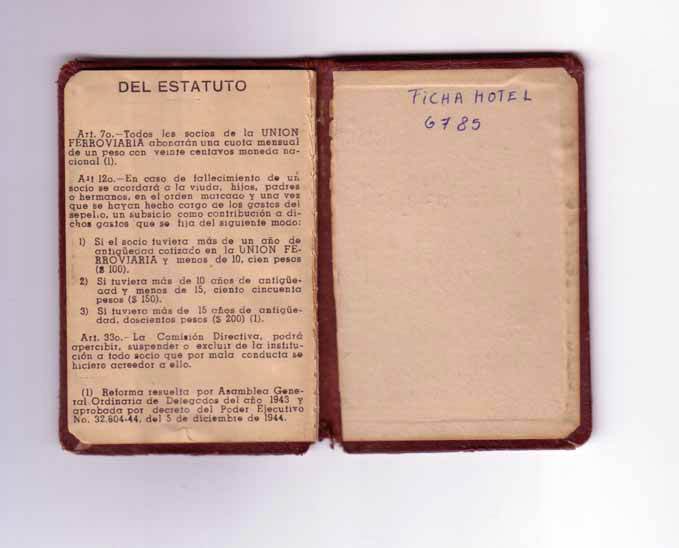 DEL ESTATUTO
Art. 7o.—Todos los socios de la UNION
FERROVIARIA abonarán una cuota mensual
de un peso con veinte centavos moneda na-
cional (1).
Art 12o.—En caso de fallecimiento de un
socio se acordará a la viuda, hijos, padres
o hermanos, en el orden marcado y una vez
que se hayan hecho cargo de los gastos del
sepelio, un subsicio como contribución a di-
chos gastos que se fija del siguiente modo:
1) Si el socio tuviera más de un año de
antigüedad cotizado en la UNION FE-
RROVIARIA y menos de 10, cien pesos
($ 100).
2) Si tuviera más de 10 años de antigüe-
dad y menos de 15, ciento cincuenta
pesos ($ 150).
3) Si tuviera más de 15 años de antigüe-
dad, doscientos pesos ($ 200) (1).
Art. 33o.—La Comisión Directiva, podrá
apercibir, suspender o excluir de la institu-
ción a todo socio que por mala conducta se
hiciere acreedor a ello.
(1) Reforma resuelta por Asamblea Gene-
ral Ordinaria de Delegados del año 1943 y
aprobada por decreto del Poder Ejecutivo
No. 32.604-44, del 5 de diciembre de 1944.
FICHA HOTEL
6785